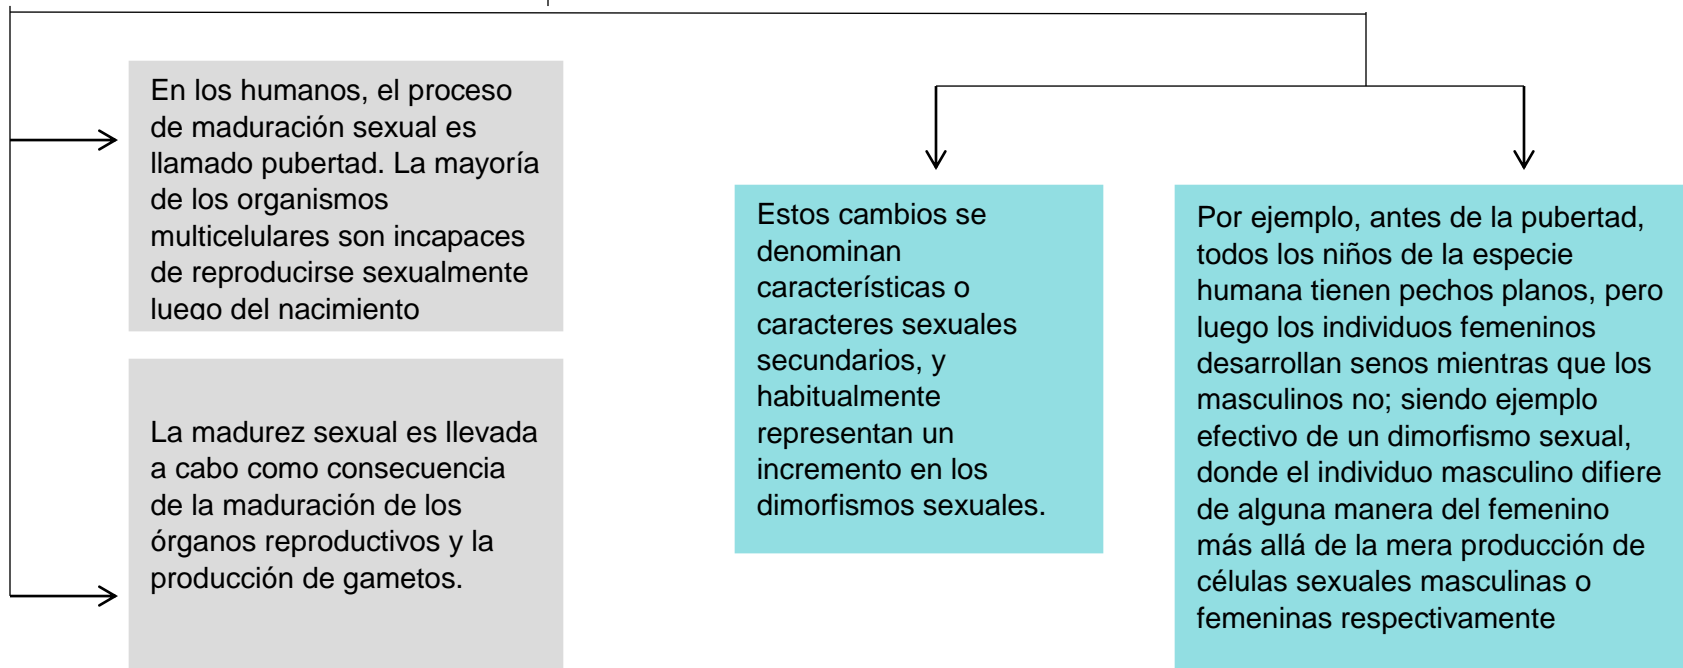 En los humanos, el proceso
de maduración sexual es
llamado pubertad. La mayoría
de los organismos
multicelulares son incapaces
de reproducirse sexualmente
luego del nacimiento
La madurez sexual es llevada
a cabo como consecuencia
de la maduración de los
órganos reproductivos y la
producción de gametos.
Estos cambios se
denominan
características o
caracteres sexuales
secundarios, y
habitualmente
representan un
incremento en los
dimorfismos sexuales.
Por ejemplo, antes de la pubertad,
todos los niños de la especie
humana tienen pechos planos, pero
luego los individuos femeninos
desarrollan senos mientras que los
masculinos no; siendo ejemplo
efectivo de un dimorfismo sexual,
donde el individuo masculino difiere
de alguna manera del femenino
más allá de la mera producción de
células sexuales masculinas o
femeninas respectivamente